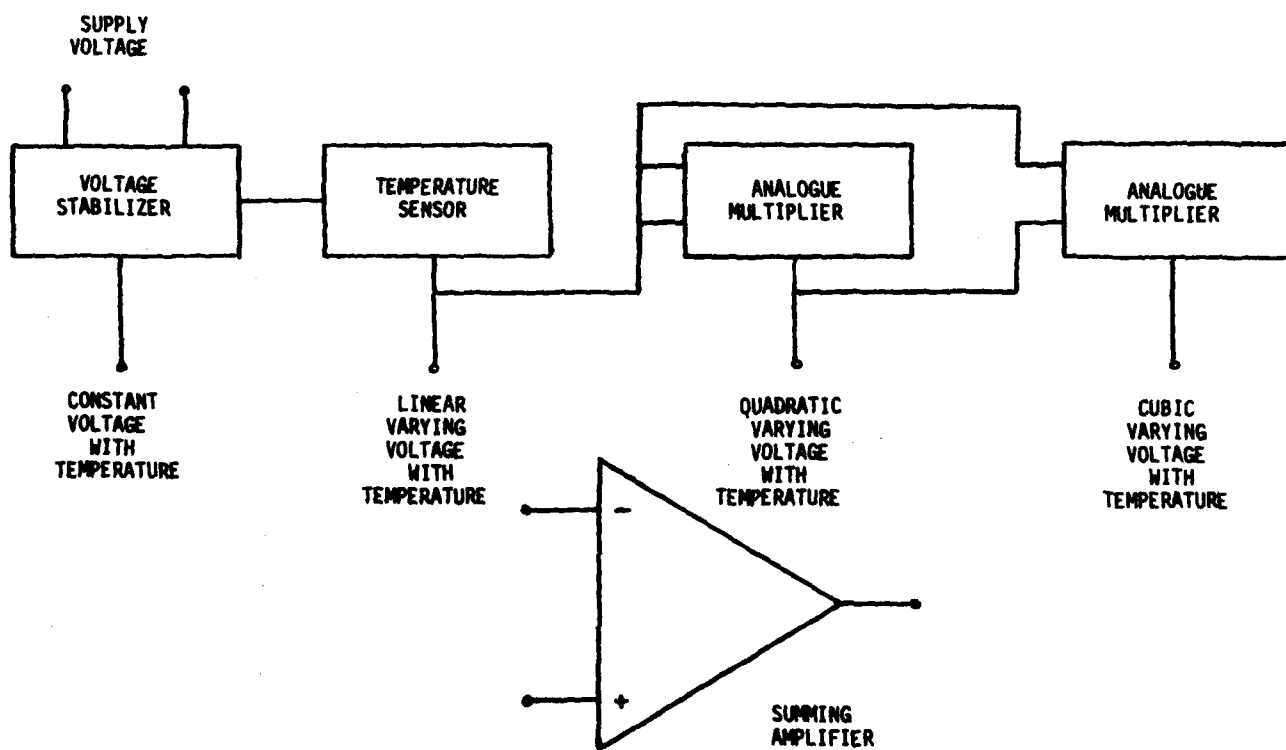 SUPPLY
VOLTAGE
VOLTAGE
STABILIZER
TEMPERATURE
SENSOR
ANALOGUE
MULTIPLIER
ANALOGUE
MULTIPLIER
CONSTANT
VOLTAGE
WITH
TEMPERATURE
LINEAR
VARYING
VOLTAGE
WITH
TEMPERATURE
QUADRATIC
VARYING
VOLTAGE
WITH
TEMPERATURE
CUBIC
VARYING
VOLTAGE
WITH
TEMPERATURE
-
+
SUMMING
AMPLIFIER